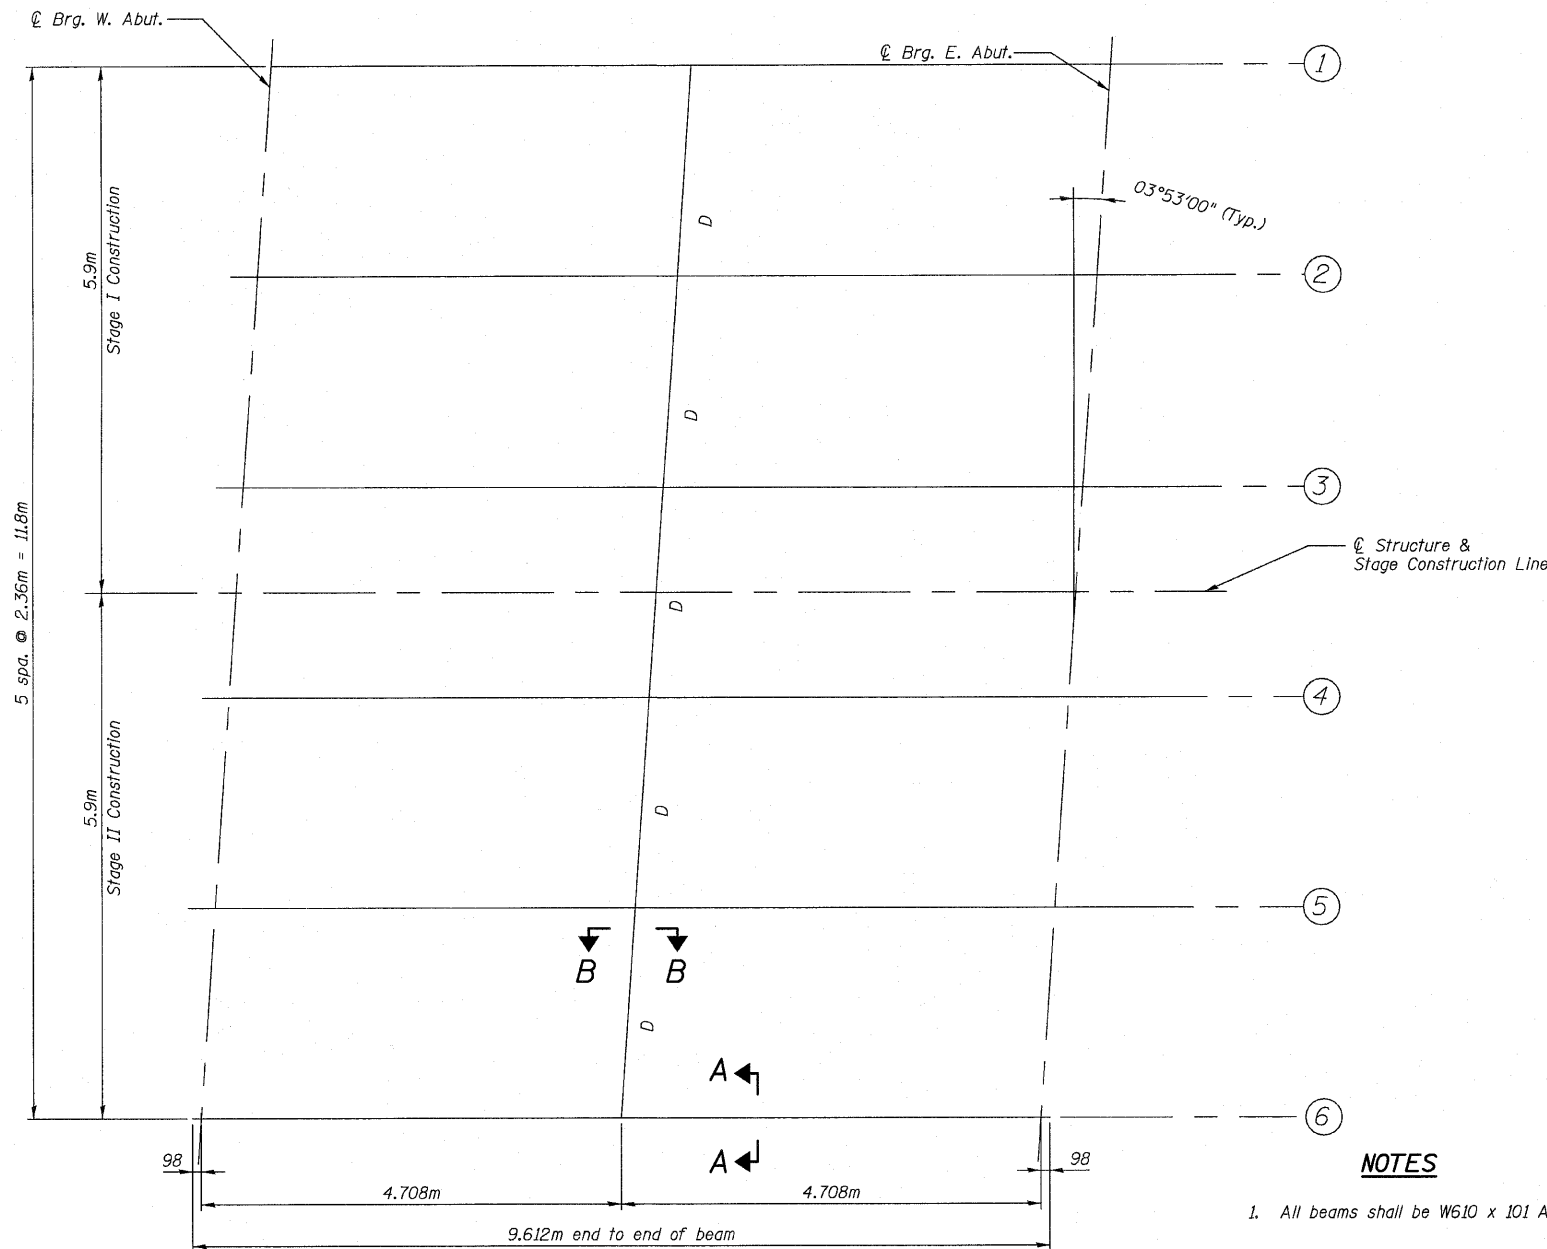 ℄ Brg. W. Abut.
℄ Brg. E. Abut.
1
03°53'00" (Typ.)
5.9m
Stage I Construction
D
2
D
3
5 spa. @ 2.36m = 11.8m
℄ Structure &
Stage Construction Line
D
4
5.9m
Stage II Construction
D
5
B B
D
A
6
A
98
98
4.708m
4.708m
9.612m end to end of beam
NOTES
1. All beams shall be W610 x 101 A